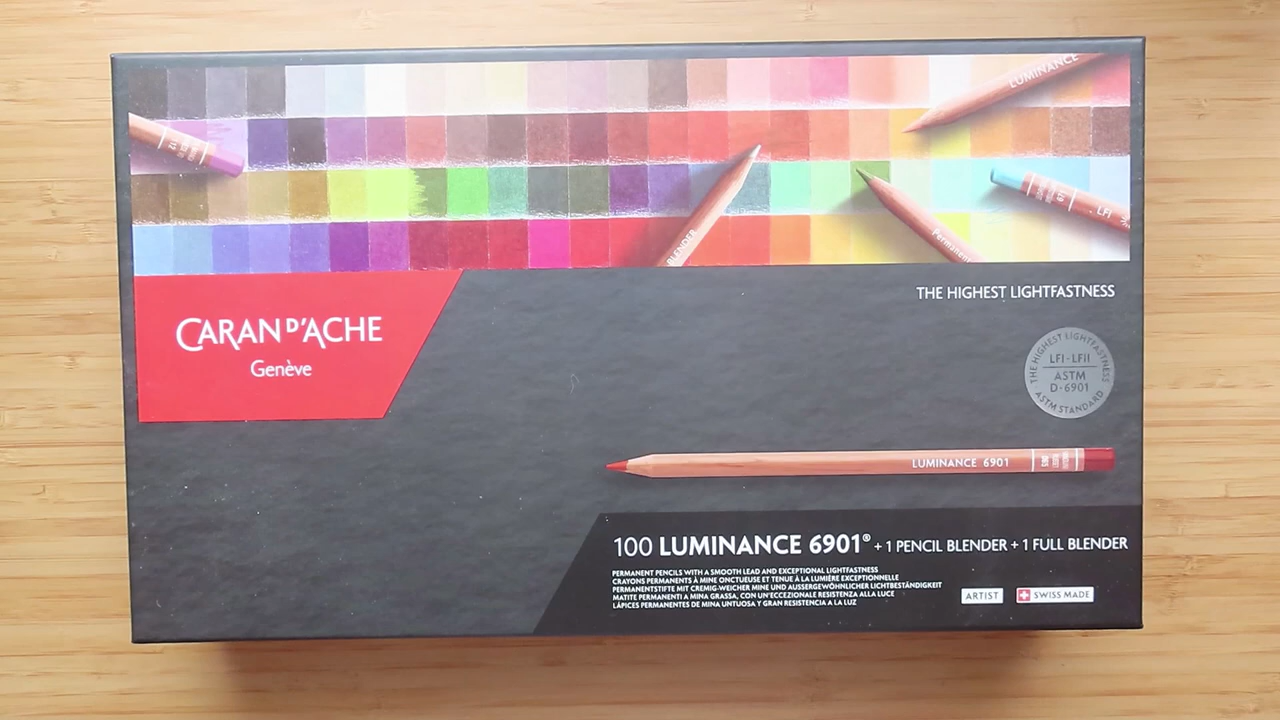 LUMINANCE
BLENDER
Permanent
LFI
CARAN D'ACHE
Genève
THE HIGHEST LIGHTFASTNESS
THE HIGHEST LIGHTFASTNESS
LFI - LFII
ASTM
D-6901
ASTM STANDARD
LUMINANCE 6901
100 LUMINANCE 6901® + 1 PENCIL BLENDER + 1 FULL BLENDER
PERMANENT PENCILS WITH A SMOOTH LEAD AND EXCEPTIONAL LIGHTFASTNESS
CRAYONS PERMANENTS À MINE ONCTUEUSE ET TENUE À LA LUMIÈRE EXCEPTIONNELLE
PERMANENTSTIFTE MIT CREMIG-WEICHER MINE UND AUSSERGEWÖHNLICHER LICHTBESTÄNDIGKEIT
MATITE PERMANENTI A MINA GRASSA, CON UN'ECCEZIONALE RESISTENZA ALLA LUCE
LÁPICES PERMANENTES DE MINA UNTUOSA Y GRAN RESISTENCIA A LA LUZ
ARTIST
SWISS MADE